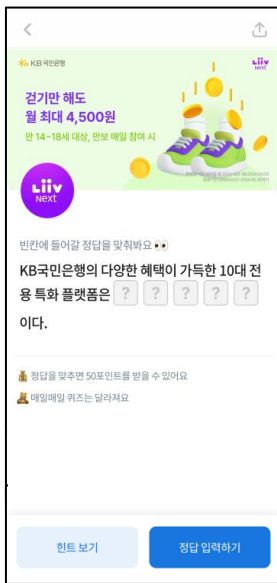 KB 국민은행
Liiv
Next
걷기만 해도
월 최대 4,500원
만 14-18세 대상, 만보 매일 참여 시
Liiv
Next
빈칸에 들어갈 정답을 맞춰봐요
KB국민은행의 다양한 혜택이 가득한 10대 전
용 특화 플랫폼은 ? ? ? ? ?
이다.
정답을 맞추면 50포인트를 받을 수 있어요
매일매일 퀴즈는 달라져요
힌트 보기
정답 입력하기